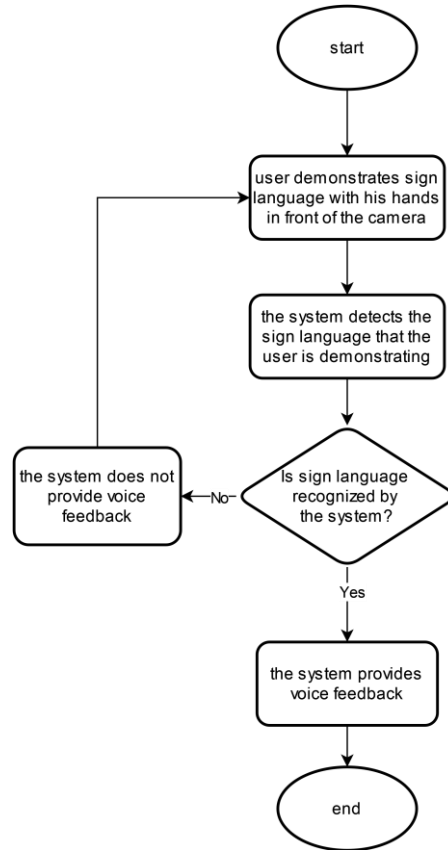 start
user demonstrates sign
language with his hands
in front of the camera
the system detects the
sign language that the
user is demonstrating
Is sign language
recognized by
the system?
No
the system does not
provide voice
feedback
Yes
the system provides
voice feedback
end